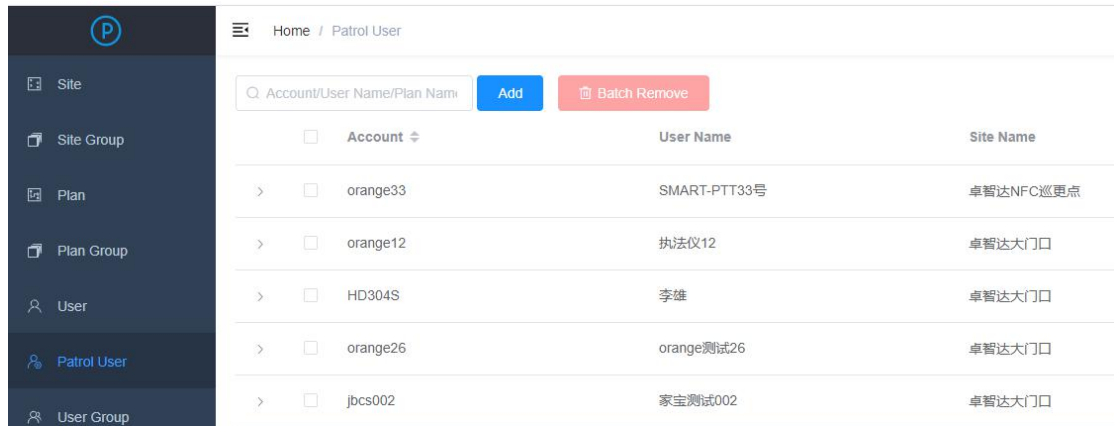 P
Home / Patrol User
Site
Account/User Name/Plan Name
Add
Batch Remove
Site Group
Account
User Name
Site Name
Plan
orange33
SMART-PTT33号
卓智达NFC巡更点
Plan Group
orange12
执法仪12
卓智达大门口
User
HD304S
李雄
卓智达大门口
Patrol User
orange26
orange测试26
卓智达大门口
User Group
jbcs002
家宝测试002
卓智达大门口